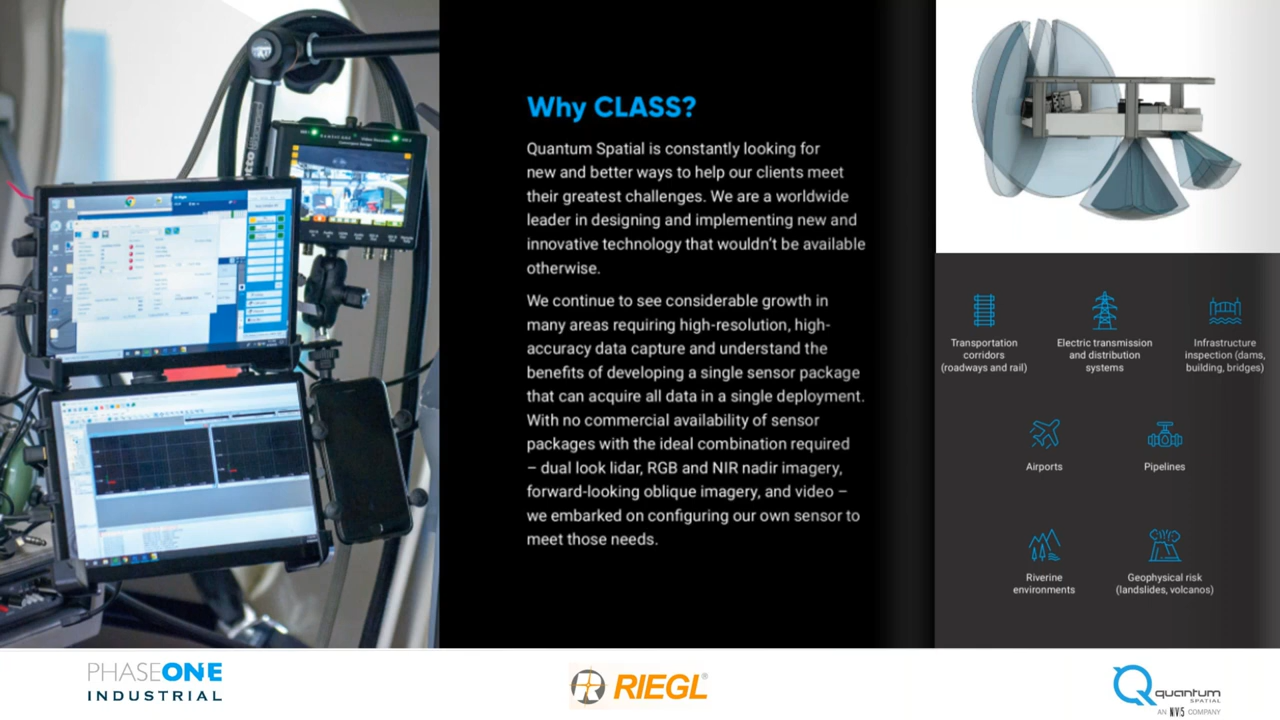 Why CLASS?
Quantum Spatial is constantly looking for
new and better ways to help our clients meet
their greatest challenges. We are a worldwide
leader in designing and implementing new and
innovative technology that wouldn't be available
otherwise.
We continue to see considerable growth in
many areas requiring high-resolution, high-
accuracy data capture and understand the
benefits of developing a single sensor package
that can acquire all data in a single deployment.
With no commercial availability of sensor
packages with the ideal combination required
– dual look lidar, RGB and NIR nadir imagery,
forward-looking oblique imagery, and video –
we embarked on configuring our own sensor to
meet those needs.
Transportation
corridors
(roadways and rail)
Electric transmission
and distribution
systems
Infrastructure
inspection (dams,
building, bridges)
Airports
Pipelines
Riverine
environments
Geophysical risk
(landslides, volcanos)
PHASEONE
INDUSTRIAL
RIEGL®
quantum
SPATIAL
AN NV5 COMPANY